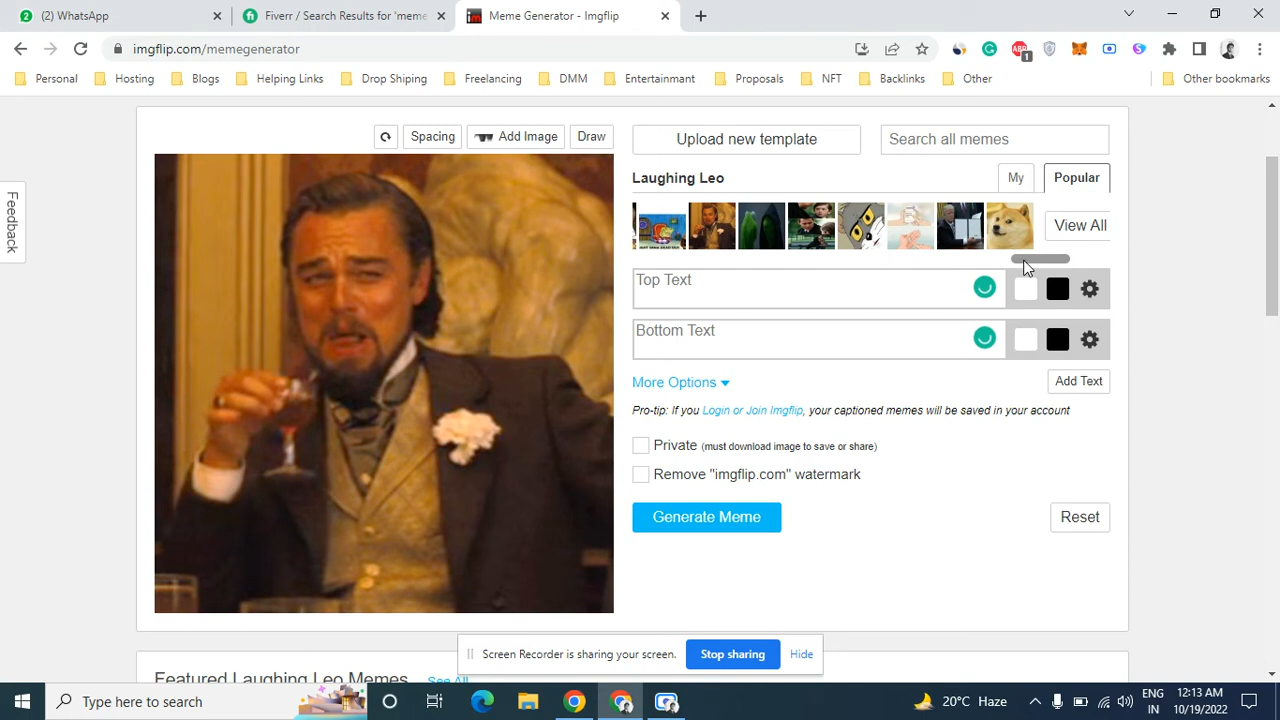 2 (2) WhatsApp
Fiverr / Search Results for 'meme
Meme Generator - Imgflip
imgflip.com/memegenerator
ABP 1
Personal
Hosting
Blogs
Helping Links
Drop Shiping
Freelancing
DMM
Entertainmant
Proposals
NFT
Backlinks
Other
Other bookmarks
Feedback
Spacing
Add Image
Draw
Upload new template
Search all memes
Laughing Leo
My
Popular
View All
Top Text
Bottom Text
More Options
Add Text
Pro-tip: If you Login or Join Imgflip, your captioned memes will be saved in your account
Private (must download image to save or share)
Remove "imgflip.com" watermark
Generate Meme
Reset
Screen Recorder is sharing your screen.
Stop sharing
Hide
Featured Laughing Leo Memes
See All
Type here to search
20°C Haze
ENG
IN
12:13 AM
10/19/2022